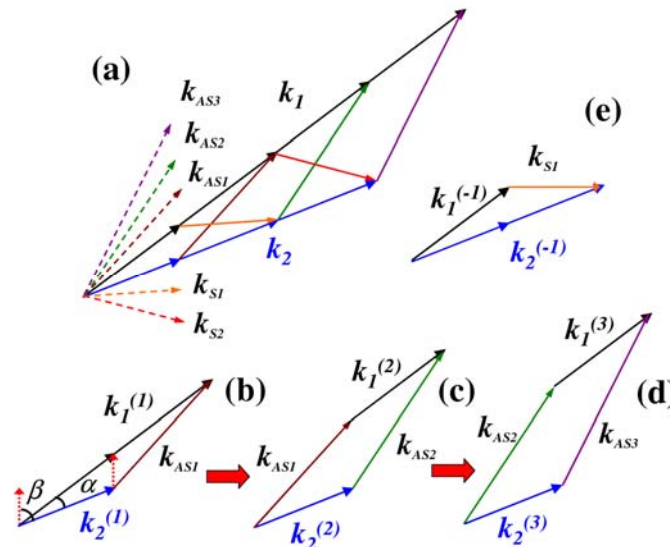 (a)
k_AS3
k_1
k_AS2
(e)
k_AS1
k_S1
k_1^(-1)
k_2
k_2^(-1)
k_S1
k_S2
k_1^(3)
k_1^(2)
(b)
(c)
(d)
k_1^(1)
k_AS1
k_AS1
k_AS2
k_AS2
k_AS3
β
α
k_2^(1)
k_2^(2)
k_2^(3)